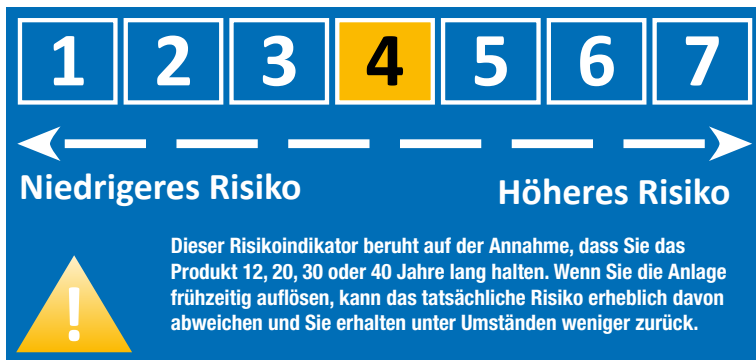 1 2 3 4 5 6 7
Niedrigeres Risiko Höheres Risiko
Dieser Risikoindikator beruht auf der Annahme, dass Sie das
Produkt 12, 20, 30 oder 40 Jahre lang halten. Wenn Sie die Anlage
frühzeitig auflösen, kann das tatsächliche Risiko erheblich davon
abweichen und Sie erhalten unter Umständen weniger zurück.
!